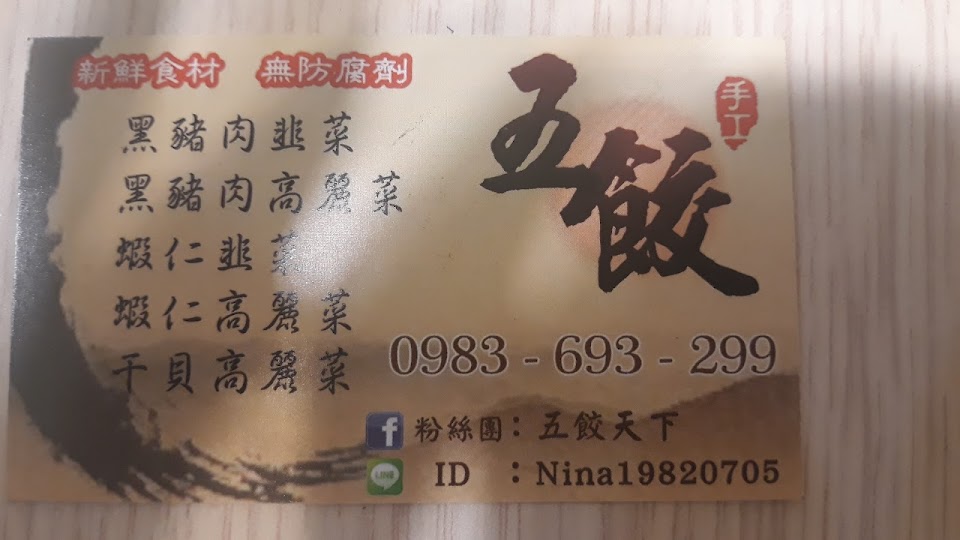 新鮮食材 無防腐劑
黑豬肉韭菜
黑豬肉高麗菜
蝦仁韭菜
蝦仁高麗菜
干貝高麗菜
五餃
手工
0983 - 693 - 299
f 粉絲團：五餃天下
LINE ID ：Nina19820705